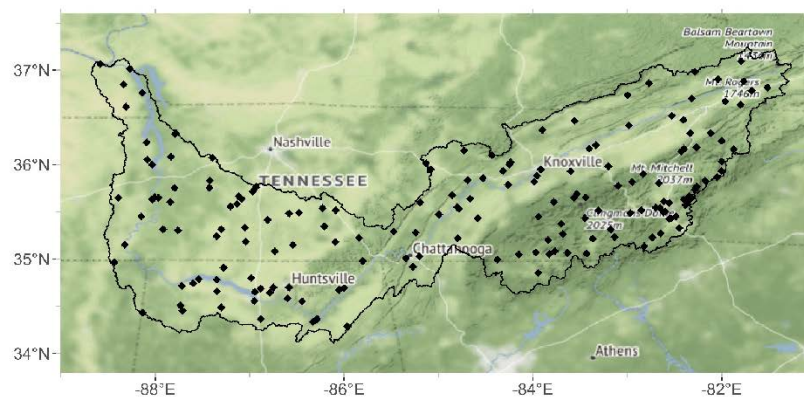 Balsam Beartown
Mountain
37°N
Mt. Rogers
1746m
Nashville
36°N
Knoxville
TENNESSEE
Mt. Mitchell
2037m
2025m
35°N
Chattanooga
Huntsville
34°N
Athens
-88°E
-86°E
-84°E
-82°E